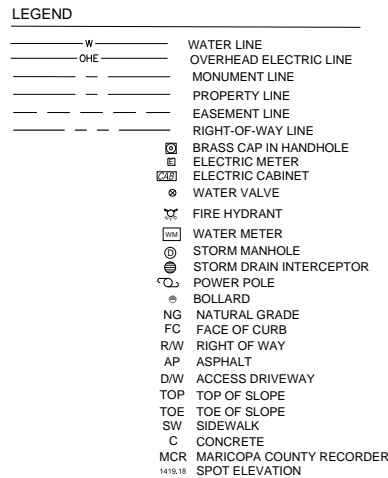 LEGEND
W WATER LINE
OHE OVERHEAD ELECTRIC LINE
MONUMENT LINE
PROPERTY LINE
EASEMENT LINE
RIGHT-OF-WAY LINE
BRASS CAP IN HANDHOLE
E ELECTRIC METER
CAB ELECTRIC CABINET
WATER VALVE
FIRE HYDRANT
WM WATER METER
D STORM MANHOLE
STORM DRAIN INTERCEPTOR
POWER POLE
BOLLARD
NG NATURAL GRADE
FC FACE OF CURB
R/W RIGHT OF WAY
AP ASPHALT
D/W ACCESS DRIVEWAY
TOP TOP OF SLOPE
TOE TOE OF SLOPE
SW SIDEWALK
C CONCRETE
MCR MARICOPA COUNTY RECORDER
1419.18 SPOT ELEVATION